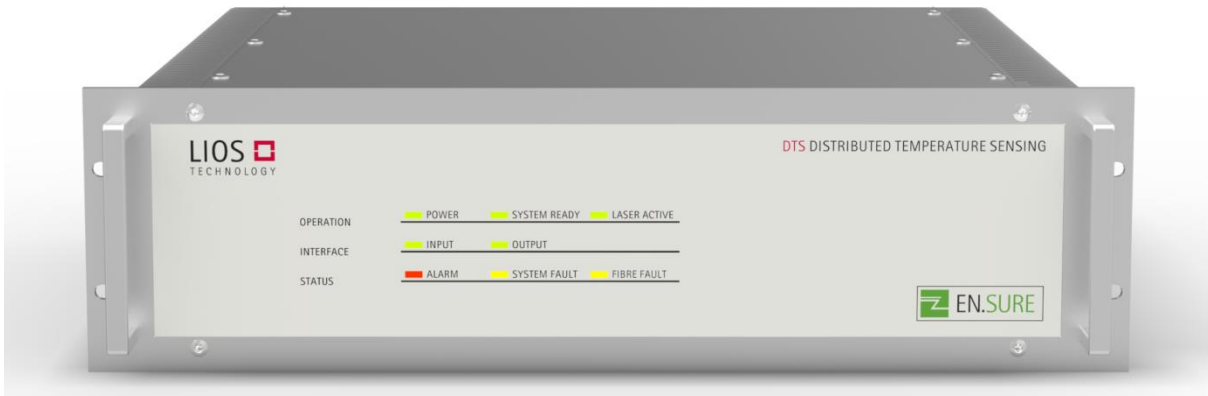 LIOS
TECHNOLOGY
DTS DISTRIBUTED TEMPERATURE SENSING
OPERATION POWER SYSTEM READY LASER ACTIVE
INTERFACE INPUT OUTPUT
STATUS ALARM SYSTEM FAULT FIBRE FAULT
EN.SURE